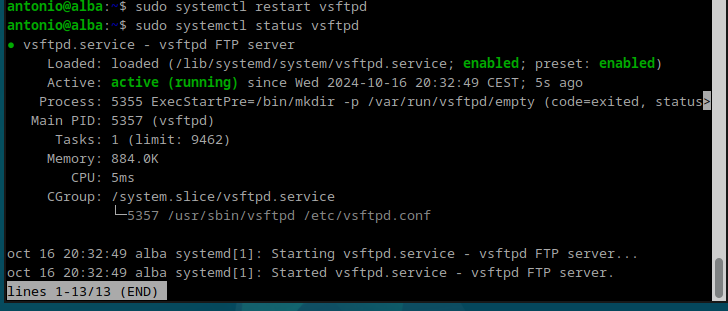 antonio@alba:~$ sudo systemctl restart vsftpd
antonio@alba:~$ sudo systemctl status vsftpd
● vsftpd.service - vsftpd FTP server
     Loaded: loaded (/lib/systemd/system/vsftpd.service; enabled; preset: enabled)
     Active: active (running) since Wed 2024-10-16 20:32:49 CEST; 5s ago
    Process: 5355 ExecStartPre=/bin/mkdir -p /var/run/vsftpd/empty (code=exited, status>
   Main PID: 5357 (vsftpd)
      Tasks: 1 (limit: 9462)
     Memory: 884.0K
        CPU: 5ms
     CGroup: /system.slice/vsftpd.service
             └─5357 /usr/sbin/vsftpd /etc/vsftpd.conf

oct 16 20:32:49 alba systemd[1]: Starting vsftpd.service - vsftpd FTP server...
oct 16 20:32:49 alba systemd[1]: Started vsftpd.service - vsftpd FTP server.
lines 1-13/13 (END)